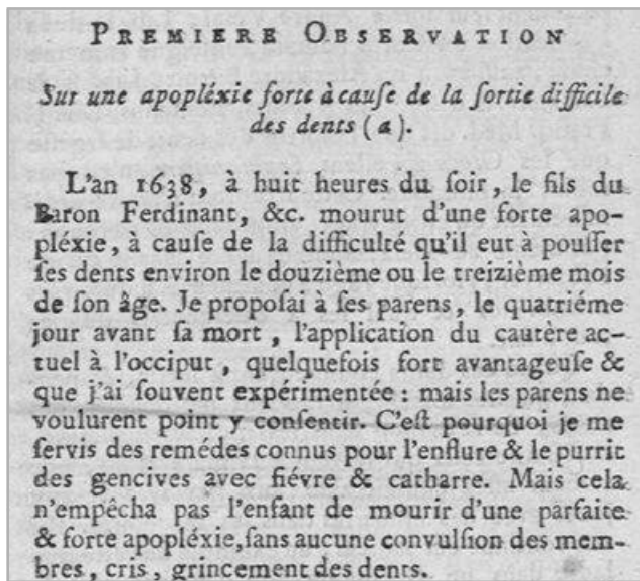 PREMIERE OBSERVATION
Sur une apopléxie forte à cauſe de la ſortie difficile
des dents (a).
L'an 1638, à huit heures du ſoir, le fils du
Baron Ferdinant, &c. mourut d'une forte apo-
pléxie, à cauſe de la difficulté qu'il eut à pouſſer
ſes dents environ le douzième ou le treizième mois
de ſon âge. Je propoſai à ſes parens, le quatriéme
jour avant ſa mort, l'application du cautère ac-
tuel à l'occiput, quelquefois fort avantageuſe &
que j'ai ſouvent expérimentée : mais les parens ne
voulurent point y conſentir. C'eſt pourquoi je me
ſervis des remédes connus pour l'enflure & le purrit
des gencives avec fiévre & catharre. Mais cela
n'empêcha pas l'enfant de mourir d'une parfaite
& forte apopléxie, ſans aucune convulſion des mem-
bres, cris, grincement des dents.